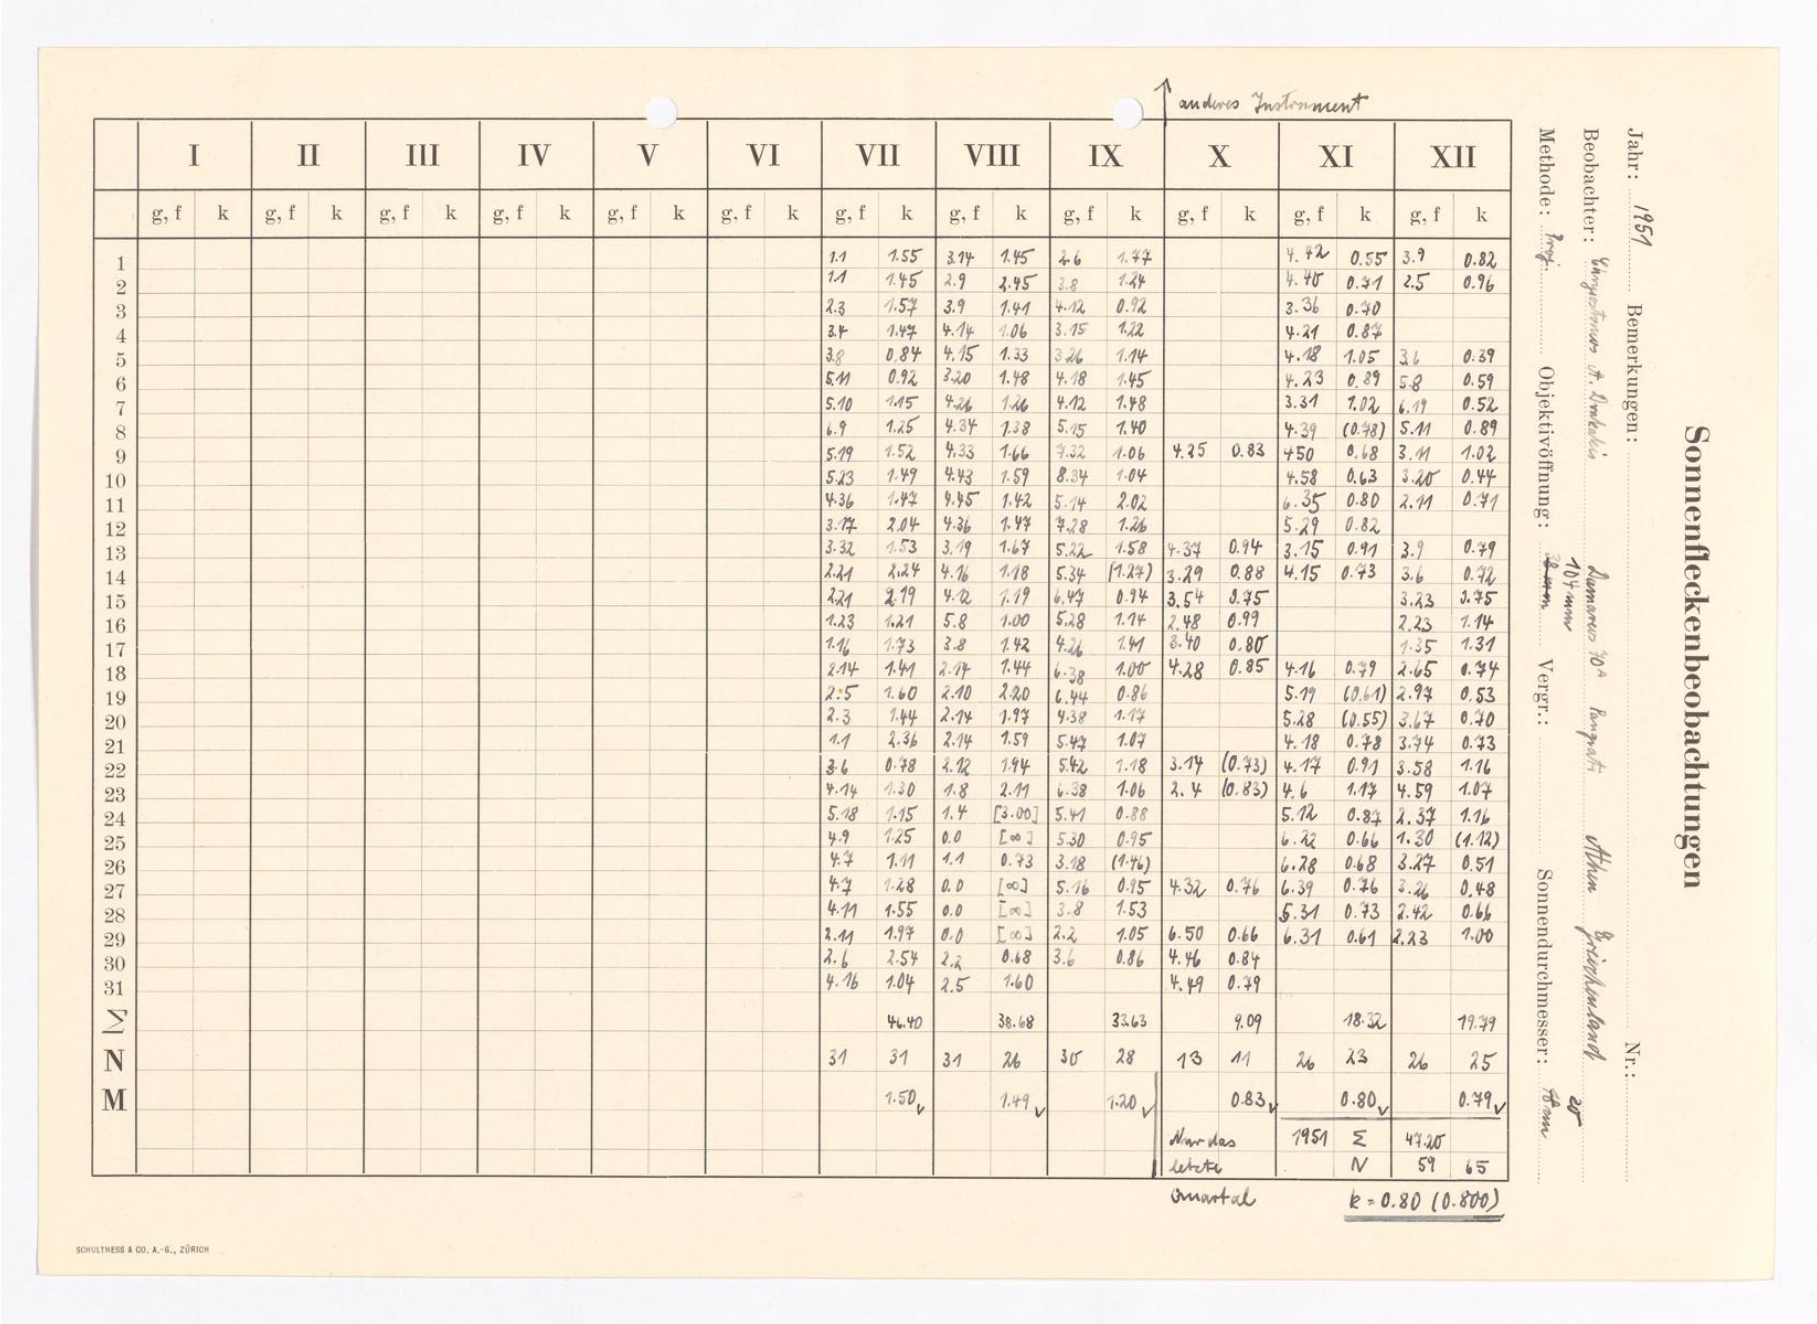 anderes Instrument
I II III IV V VI VII VIII IX X XI XII
g, f k g, f k g, f k g, f k g, f k g, f k g, f k g, f k g, f k g, f k g, f k g, f k
1 1.1 1.55 3.14 1.45 2.6 1.77 4.42 0.55 3.9 0.82
2 1.1 1.45 2.9 2.45 3.8 1.24 4.40 0.71 2.5 0.96
3 2.3 1.57 3.9 1.41 4.12 0.92 3.36 0.70
4 3.4 1.47 4.14 1.06 3.15 1.22 4.21 0.87
5 3.8 0.84 4.15 1.33 3.26 1.14 4.18 1.05 3.6 0.39
6 5.11 0.92 3.20 1.48 4.18 1.45 4.23 0.89 5.8 0.59
7 5.10 1.15 4.26 1.26 4.12 1.48 3.31 1.02 6.19 0.52
8 6.9 1.25 4.34 1.38 5.15 1.40 4.39 (0.78) 5.11 0.89
9 5.19 1.52 4.33 1.66 7.32 1.06 4.25 0.83 450 0.68 3.11 1.02
10 5.23 1.49 4.43 1.59 8.34 1.04 4.58 0.63 3.20 0.44
11 4.36 1.47 4.45 1.42 5.14 2.02 6.35 0.80 2.11 0.71
12 3.17 2.04 4.36 1.47 7.28 1.26 5.29 0.82
13 3.32 1.53 3.19 1.67 5.22 1.58 4.37 0.94 3.15 0.91 3.9 0.79
14 2.21 2.24 4.16 1.18 5.34 (1.27) 3.29 0.88 4.15 0.73 3.6 0.72
15 2.21 2.19 4.12 1.19 6.47 0.94 3.54 0.75 3.23 0.75
16 1.23 1.21 5.8 1.00 5.28 1.14 2.48 0.99 2.23 1.14
17 1.16 1.73 3.8 1.42 4.26 1.41 3.40 0.80 1.35 1.31
18 2.14 1.41 2.14 1.44 6.38 1.00 4.28 0.85 4.16 0.79 2.65 0.74
19 2.5 1.60 2.10 2.20 6.44 0.86 5.19 (0.61) 2.97 0.53
20 2.3 1.44 2.14 1.97 4.38 1.17 5.28 (0.55) 3.67 0.70
21 1.1 2.36 2.14 1.59 5.47 1.07 4.18 0.78 3.74 0.73
22 3.6 0.78 2.12 1.94 5.42 1.18 3.14 (0.73) 4.17 0.91 3.58 1.16
23 4.14 1.30 1.8 2.11 6.38 1.06 2.4 (0.83) 4.6 1.17 4.59 1.07
24 5.18 1.15 1.4 [3.00] 5.41 0.88 5.12 0.87 2.37 1.16
25 4.9 1.25 0.0 [∞] 5.30 0.95 6.22 0.66 1.30 (1.12)
26 4.7 1.11 1.1 0.73 3.18 (1.46) 6.28 0.68 3.27 0.51
27 4.7 1.28 0.0 [∞] 5.16 0.95 4.32 0.76 6.39 0.76 3.26 0.48
28 4.11 1.55 0.0 [∞] 3.8 1.53 5.31 0.73 2.42 0.66
29 2.11 1.97 0.0 [∞] 2.2 1.05 6.50 0.66 6.31 0.61 2.23 1.00
30 2.6 2.54 2.2 0.68 3.6 0.86 4.46 0.84
31 4.16 1.04 2.5 1.60 4.49 0.79
Σ 46.40 38.68 33.63 9.09 18.32 19.79
N 31 31 31 26 30 28 13 11 26 23 26 25
M 1.50 1.49 1.20 0.83 0.80 0.79
Nur das 1951 Σ 47.20
letzte N 59 65
Quartal k = 0.80 (0.800)
SCHULTHESS & CO. A.-G., ZÜRICH
Sonnenfleckenbeobachtungen
Jahr: 1951 Bemerkungen: Nr.:
Beobachter: A. Damareos 70A Athen Griechenland
104 mm 20
Methode: Proj. Objektivöffnung: Vergr.: Sonnendurchmesser: